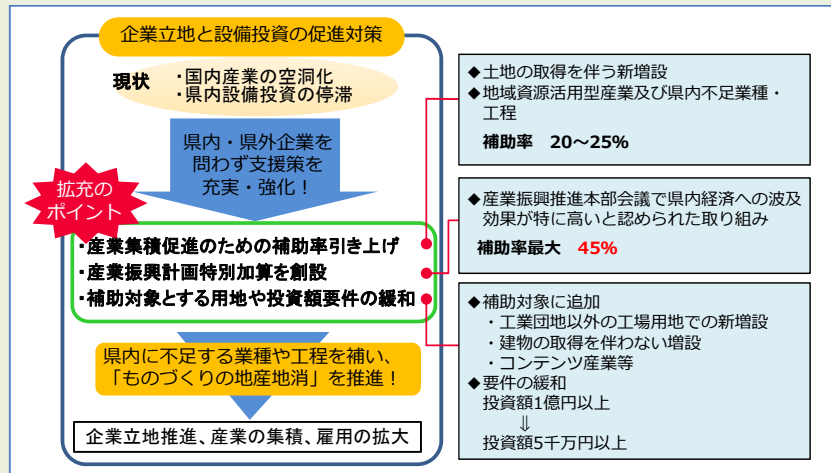 企業立地と設備投資の促進対策
現状
・国内産業の空洞化
・県内設備投資の停滞
県内・県外企業を
問わず支援策を
充実・強化！
拡充の
ポイント
・産業集積促進のための補助率引き上げ
・産業振興計画特別加算を創設
・補助対象とする用地や投資額要件の緩和
県内に不足する業種や工程を補い、
「ものづくりの地産地消」を推進！
企業立地推進、産業の集積、雇用の拡大
◆土地の取得を伴う新増設
◆地域資源活用型産業及び県内不足業種・
工程
補助率 20～25%
◆産業振興推進本部会議で県内経済への波及
効果が特に高いと認められた取り組み
補助率最大 45%
◆補助対象に追加
・工業団地以外の工場用地での新増設
・建物の取得を伴わない増設
・コンテンツ産業等
◆要件の緩和
投資額1億円以上
⇓
投資額5千万円以上